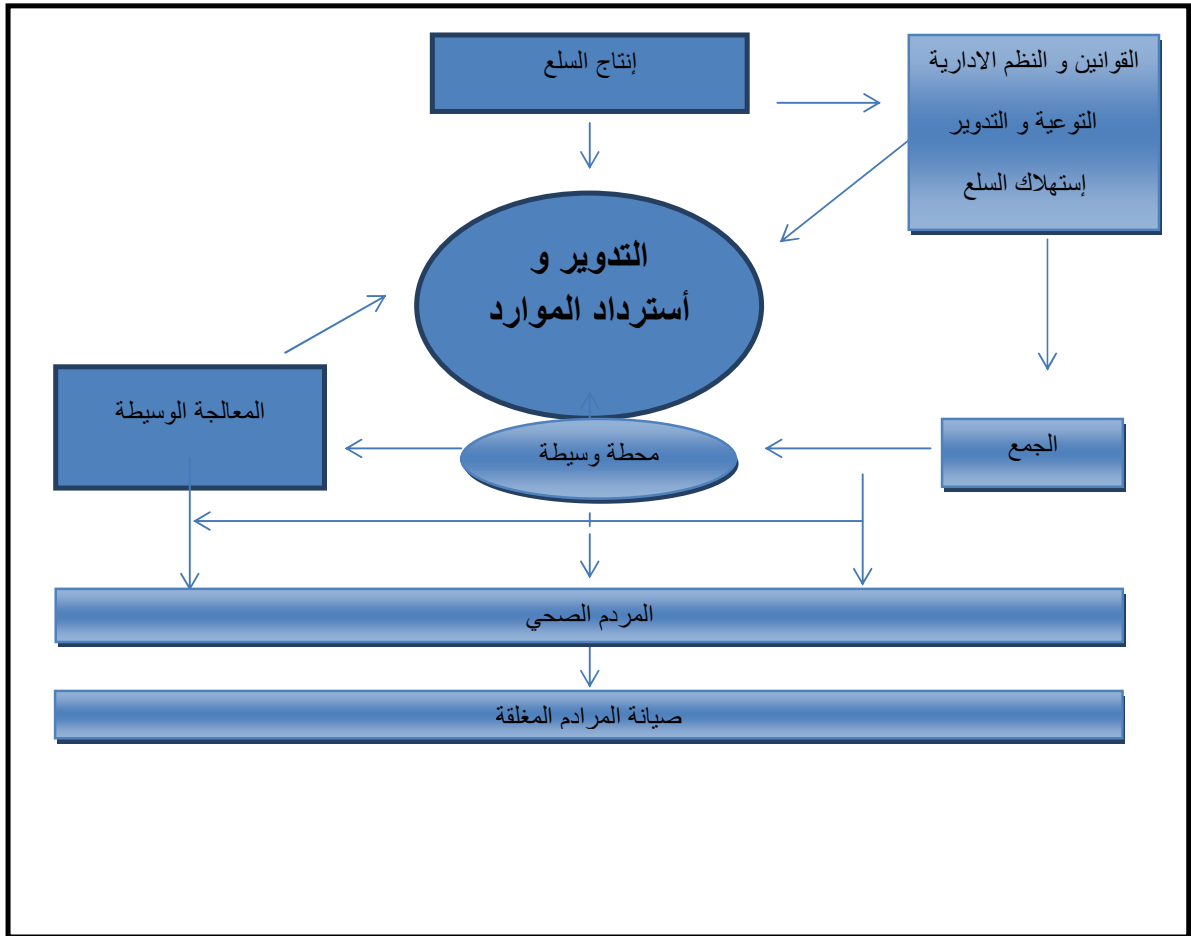 إنتاج السلع
القوانين و النظم الادارية
التوعية و التدوير
إستهلاك السلع
التدوير و
أسترداد الموارد
المعالجة الوسيطة
محطة وسيطة
الجمع
المردم الصحي
صيانة المرادم المغلقة